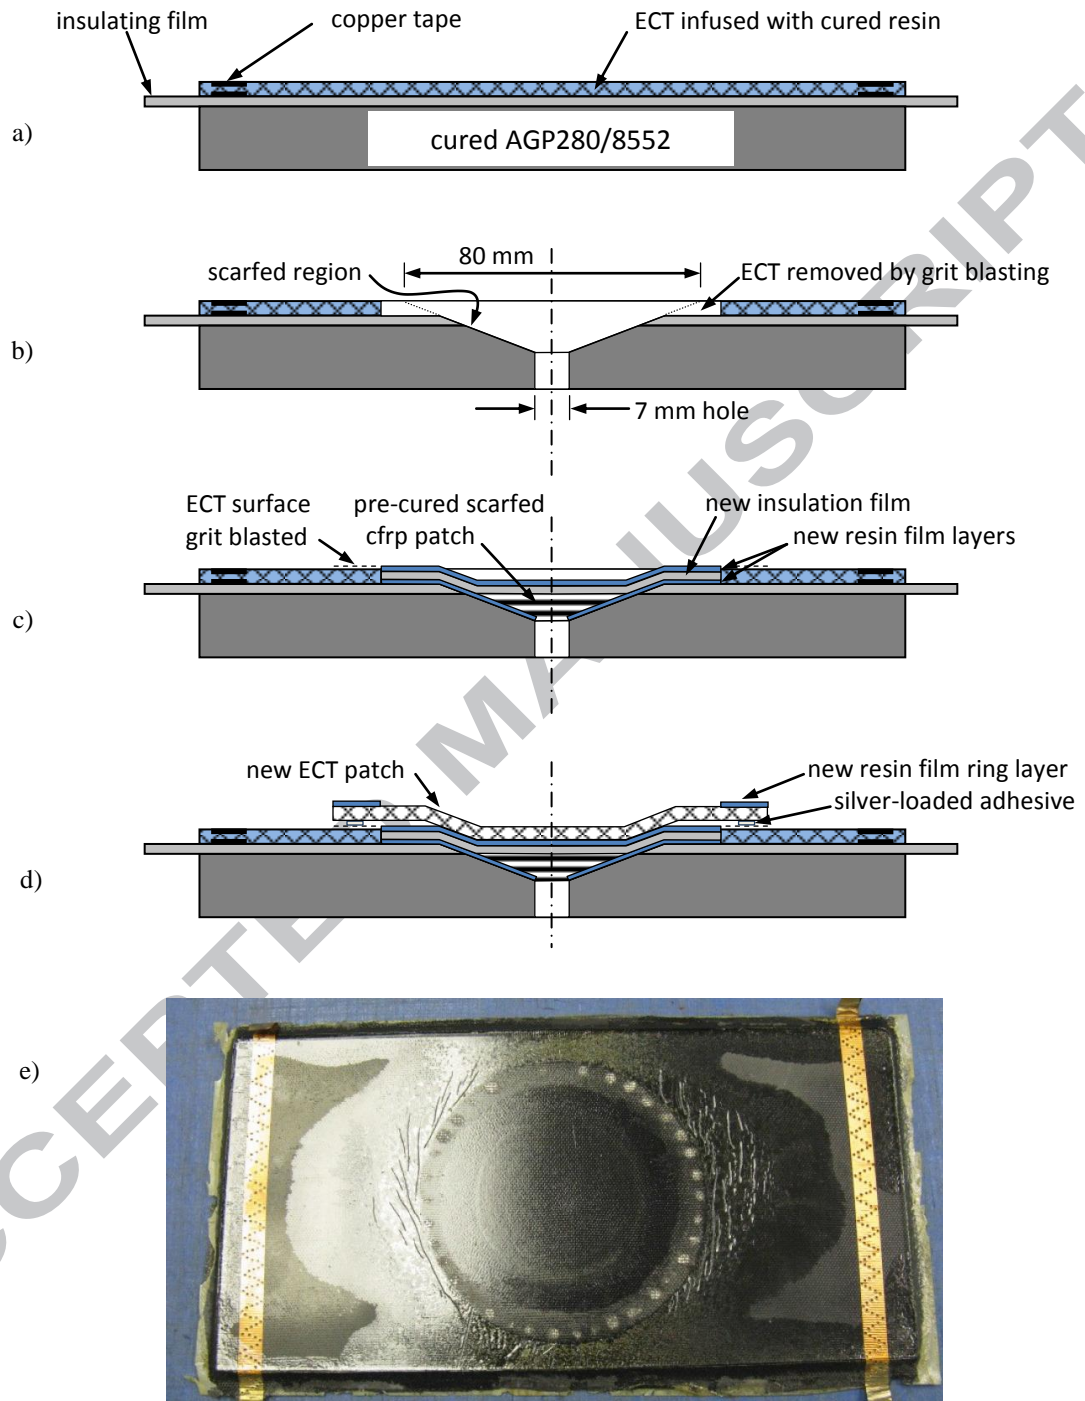 insulating film
copper tape
ECT infused with cured resin
a)
cured AGP280/8552
80 mm
scarfed region
ECT removed by grit blasting
b)
7 mm hole
ECT surface
grit blasted
pre-cured scarfed
cfrp patch
new insulation film
new resin film layers
c)
new ECT patch
new resin film ring layer
silver-loaded adhesive
d)
e)
ACCEPTED MANUSCRIPT